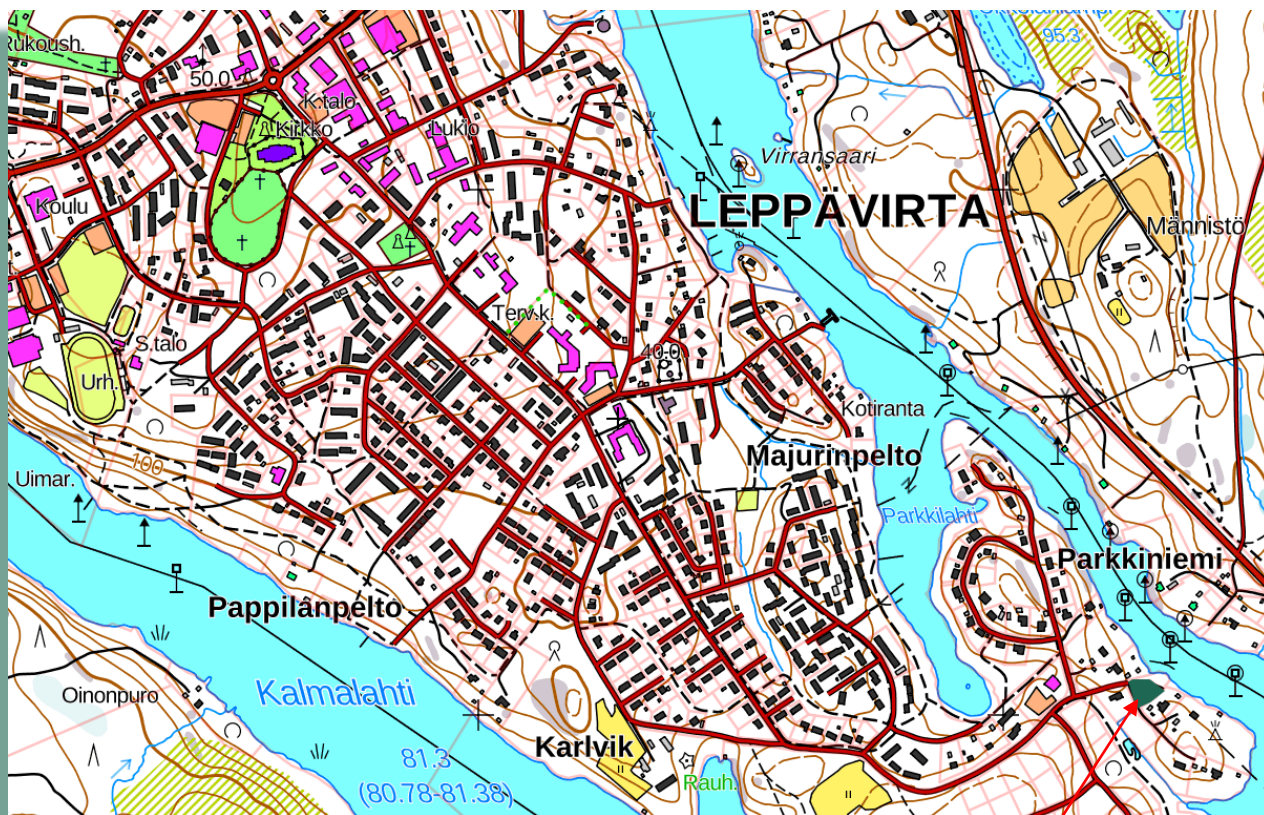 Rukoush.
95.3
50.0
K.talo
Kirkko
Lukio
Virransaari
Koulu
LEPPÄVIRTA
Männistö
Terv.k.
S.talo
40.0
Urh.
Kotiranta
100
Majurinpelto
Uimar.
Parkkilahti
Parkkiniemi
Pappilanpelto
Oinonpuro
Kalmalahti
Karlvik
81.3
(80.78-81.38)
Rauh.